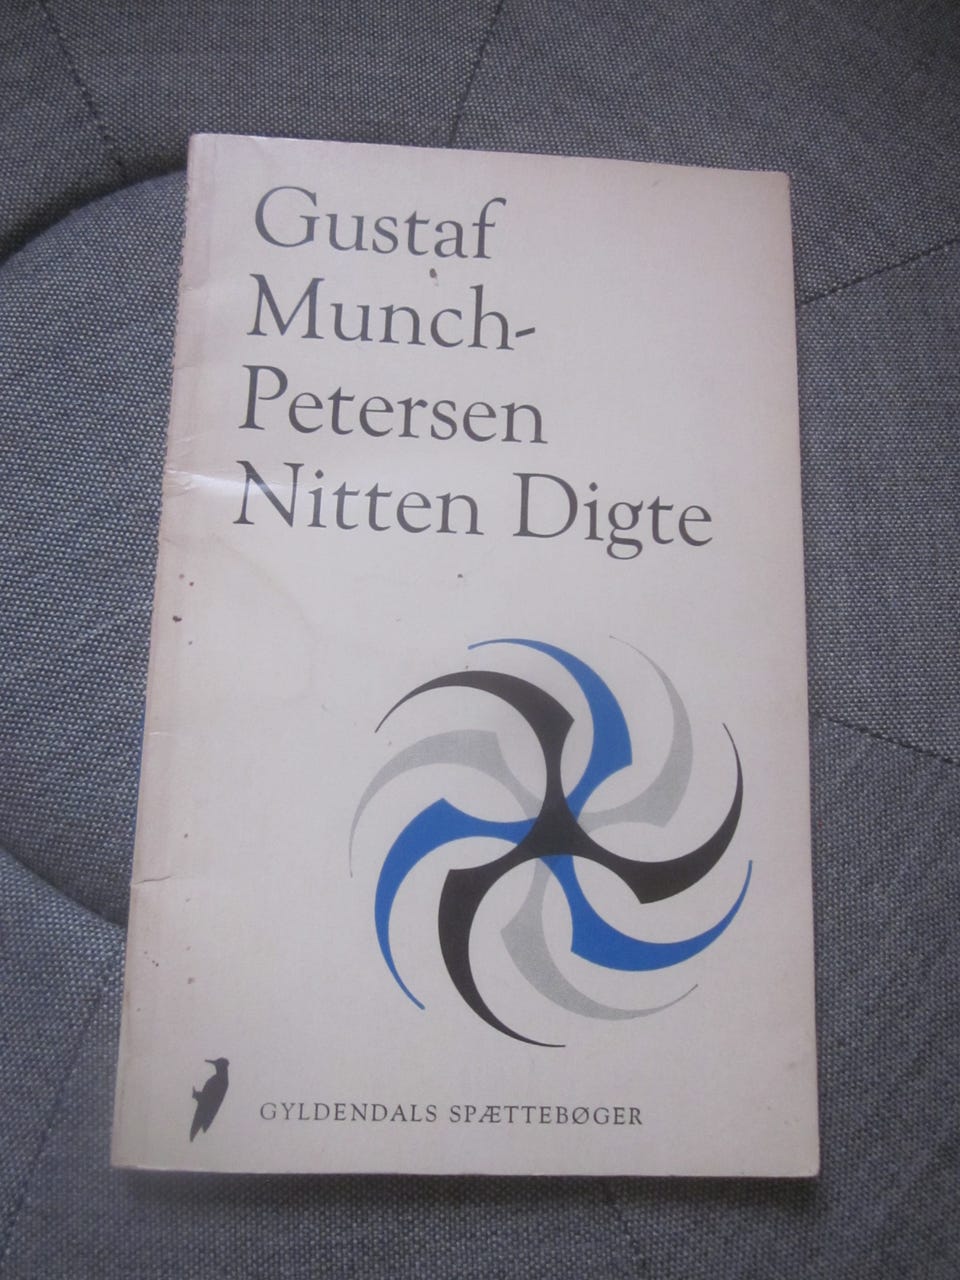 Gustaf
Munch-
Petersen
Nitten Digte
GYLDENDALS SPÆTTEBØGER